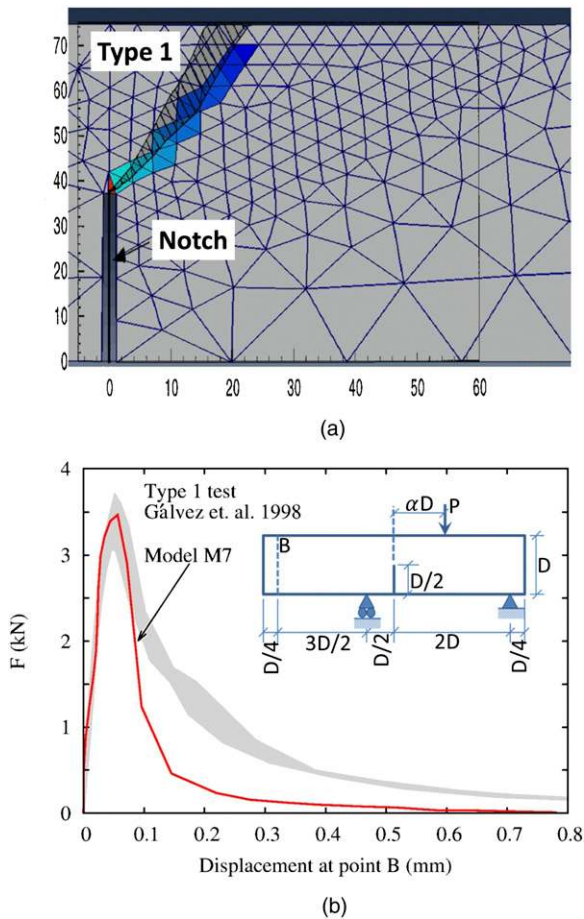 70
Type 1
60
50
40
30
Notch
20
10
0
0 10 20 30 40 50 60
(a)
4
Type 1 test
Gálvez et. al. 1998
αD
P
Model M7
B
D
3
D/2
F (kN)
2
D/4
3D/2
D/2
2D
D/4
1
0
0 0.1 0.2 0.3 0.4 0.5 0.6 0.7 0.8
Displacement at point B (mm)
(b)